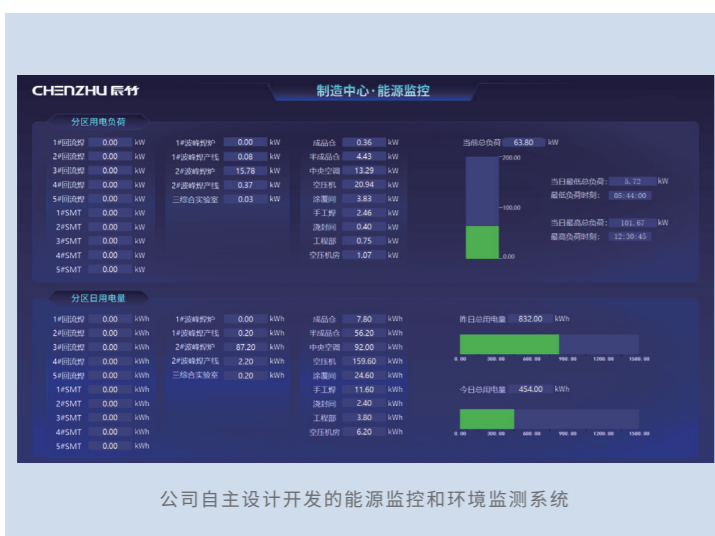 CHENZHU 辰竹
制造中心·能源监控
分区用电负荷
1#回流焊 0.00 kW 1#波峰焊炉 0.00 kW 成品仓 0.36 kW 当前总负荷 63.80 kW
2#回流焊 0.00 kW 1#波峰焊产线 0.08 kW 半成品仓 4.43 kW 200.00
3#回流焊 0.00 kW 2#波峰焊炉 15.78 kW 中央空调 13.29 kW
4#回流焊 0.00 kW 2#波峰焊产线 0.37 kW 空压机 20.94 kW 当日最低总负荷: 5.72 kW
5#回流焊 0.00 kW 三综合实验室 0.03 kW 涂覆间 3.83 kW 最低负荷时刻: 05:44:00
1#SMT 0.00 kW 手工焊 2.46 kW 100.00
2#SMT 0.00 kW 浇封间 0.40 kW 当日最高总负荷: 101.67 kW
3#SMT 0.00 kW 工程部 0.75 kW 最高负荷时刻: 12:30:45
4#SMT 0.00 kW 空压机房 1.07 kW 0.00
5#SMT 0.00 kW
分区日用电量
1#回流焊 0.00 kWh 1#波峰焊炉 0.00 kWh 成品仓 7.80 kWh 昨日总用电量 832.00 kWh
2#回流焊 0.00 kWh 1#波峰焊产线 0.20 kWh 半成品仓 56.20 kWh
3#回流焊 0.00 kWh 2#波峰焊炉 87.20 kWh 中央空调 92.00 kWh
4#回流焊 0.00 kWh 2#波峰焊产线 2.20 kWh 空压机 159.60 kWh 0.00 300.00 600.00 900.00 1200.00 1500.00
5#回流焊 0.00 kWh 三综合实验室 0.20 kWh 涂覆间 24.60 kWh
1#SMT 0.00 kWh 手工焊 11.60 kWh 今日总用电量 454.00 kWh
2#SMT 0.00 kWh 浇封间 2.40 kWh
3#SMT 0.00 kWh 工程部 3.80 kWh
4#SMT 0.00 kWh 空压机房 6.20 kWh 0.00 300.00 600.00 900.00 1200.00 1500.00
5#SMT 0.00 kWh
公司自主设计开发的能源监控和环境监测系统